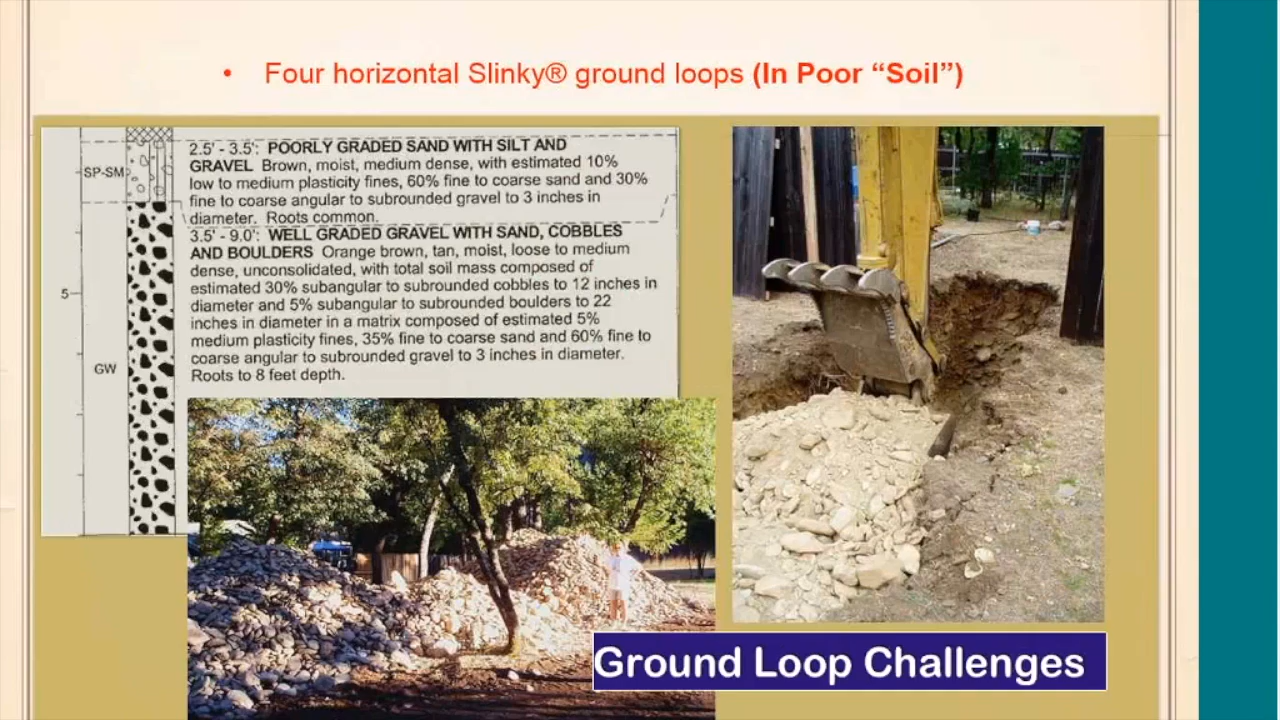 • Four horizontal Slinky® ground loops (In Poor “Soil”)
2.5' - 3.5': POORLY GRADED SAND WITH SILT AND
GRAVEL Brown, moist, medium dense, with estimated 10%
SP-SM
low to medium plasticity fines, 60% fine to coarse sand and 30%
fine to coarse angular to subrounded gravel to 3 inches in
diameter. Roots common.
3.5' - 9.0': WELL GRADED GRAVEL WITH SAND, COBBLES
AND BOULDERS Orange brown, tan, moist, loose to medium
dense, unconsolidated, with total soil mass composed of
estimated 30% subangular to subrounded cobbles to 12 inches in
5
diameter and 5% subangular to subrounded boulders to 22
inches in diameter in a matrix composed of estimated 5%
medium plasticity fines, 35% fine to coarse sand and 60% fine to
coarse angular to subrounded gravel to 3 inches in diameter.
GW
Roots to 8 feet depth.
Ground Loop Challenges